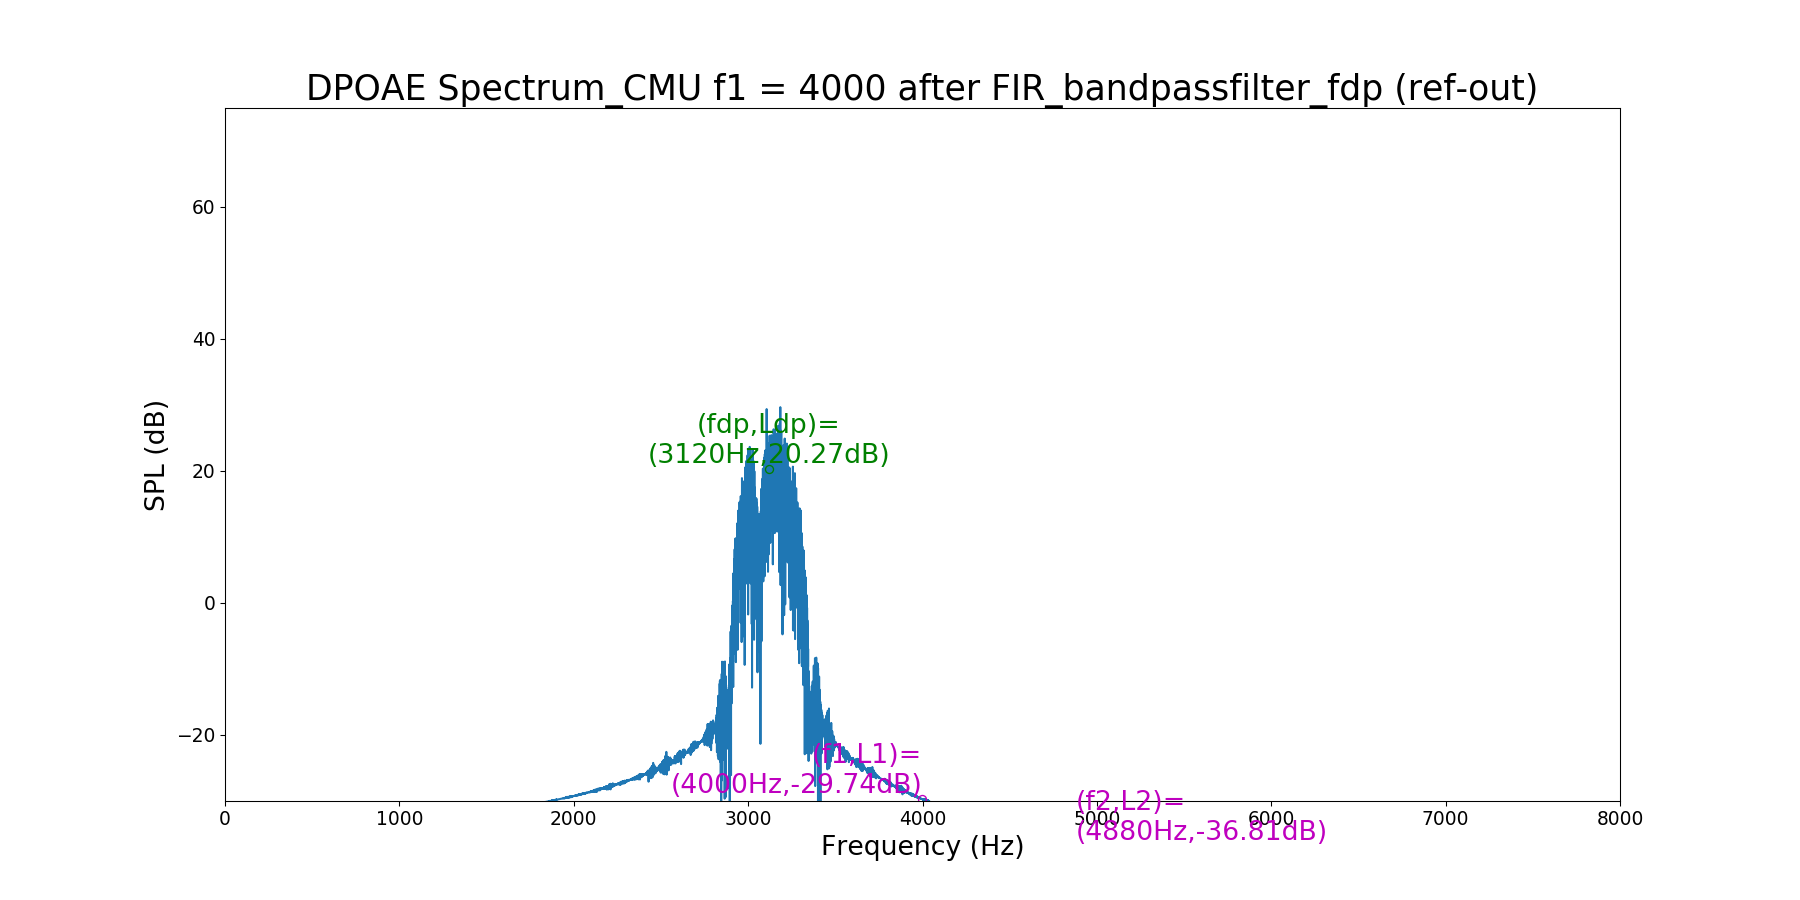 DPOAE Spectrum_CMU f1 = 4000 after FIR_bandpassfilter_fdp (ref-out)
60
40
20
0
−20
SPL (dB)
(fdp,Ldp)=
(3120Hz,20.27dB)
(f1,L1)=
(4000Hz,-29.74dB)
(f2,L2)=
(4880Hz,-36.81dB)
0
1000
2000
3000
4000
5000
6000
7000
8000
Frequency (Hz)